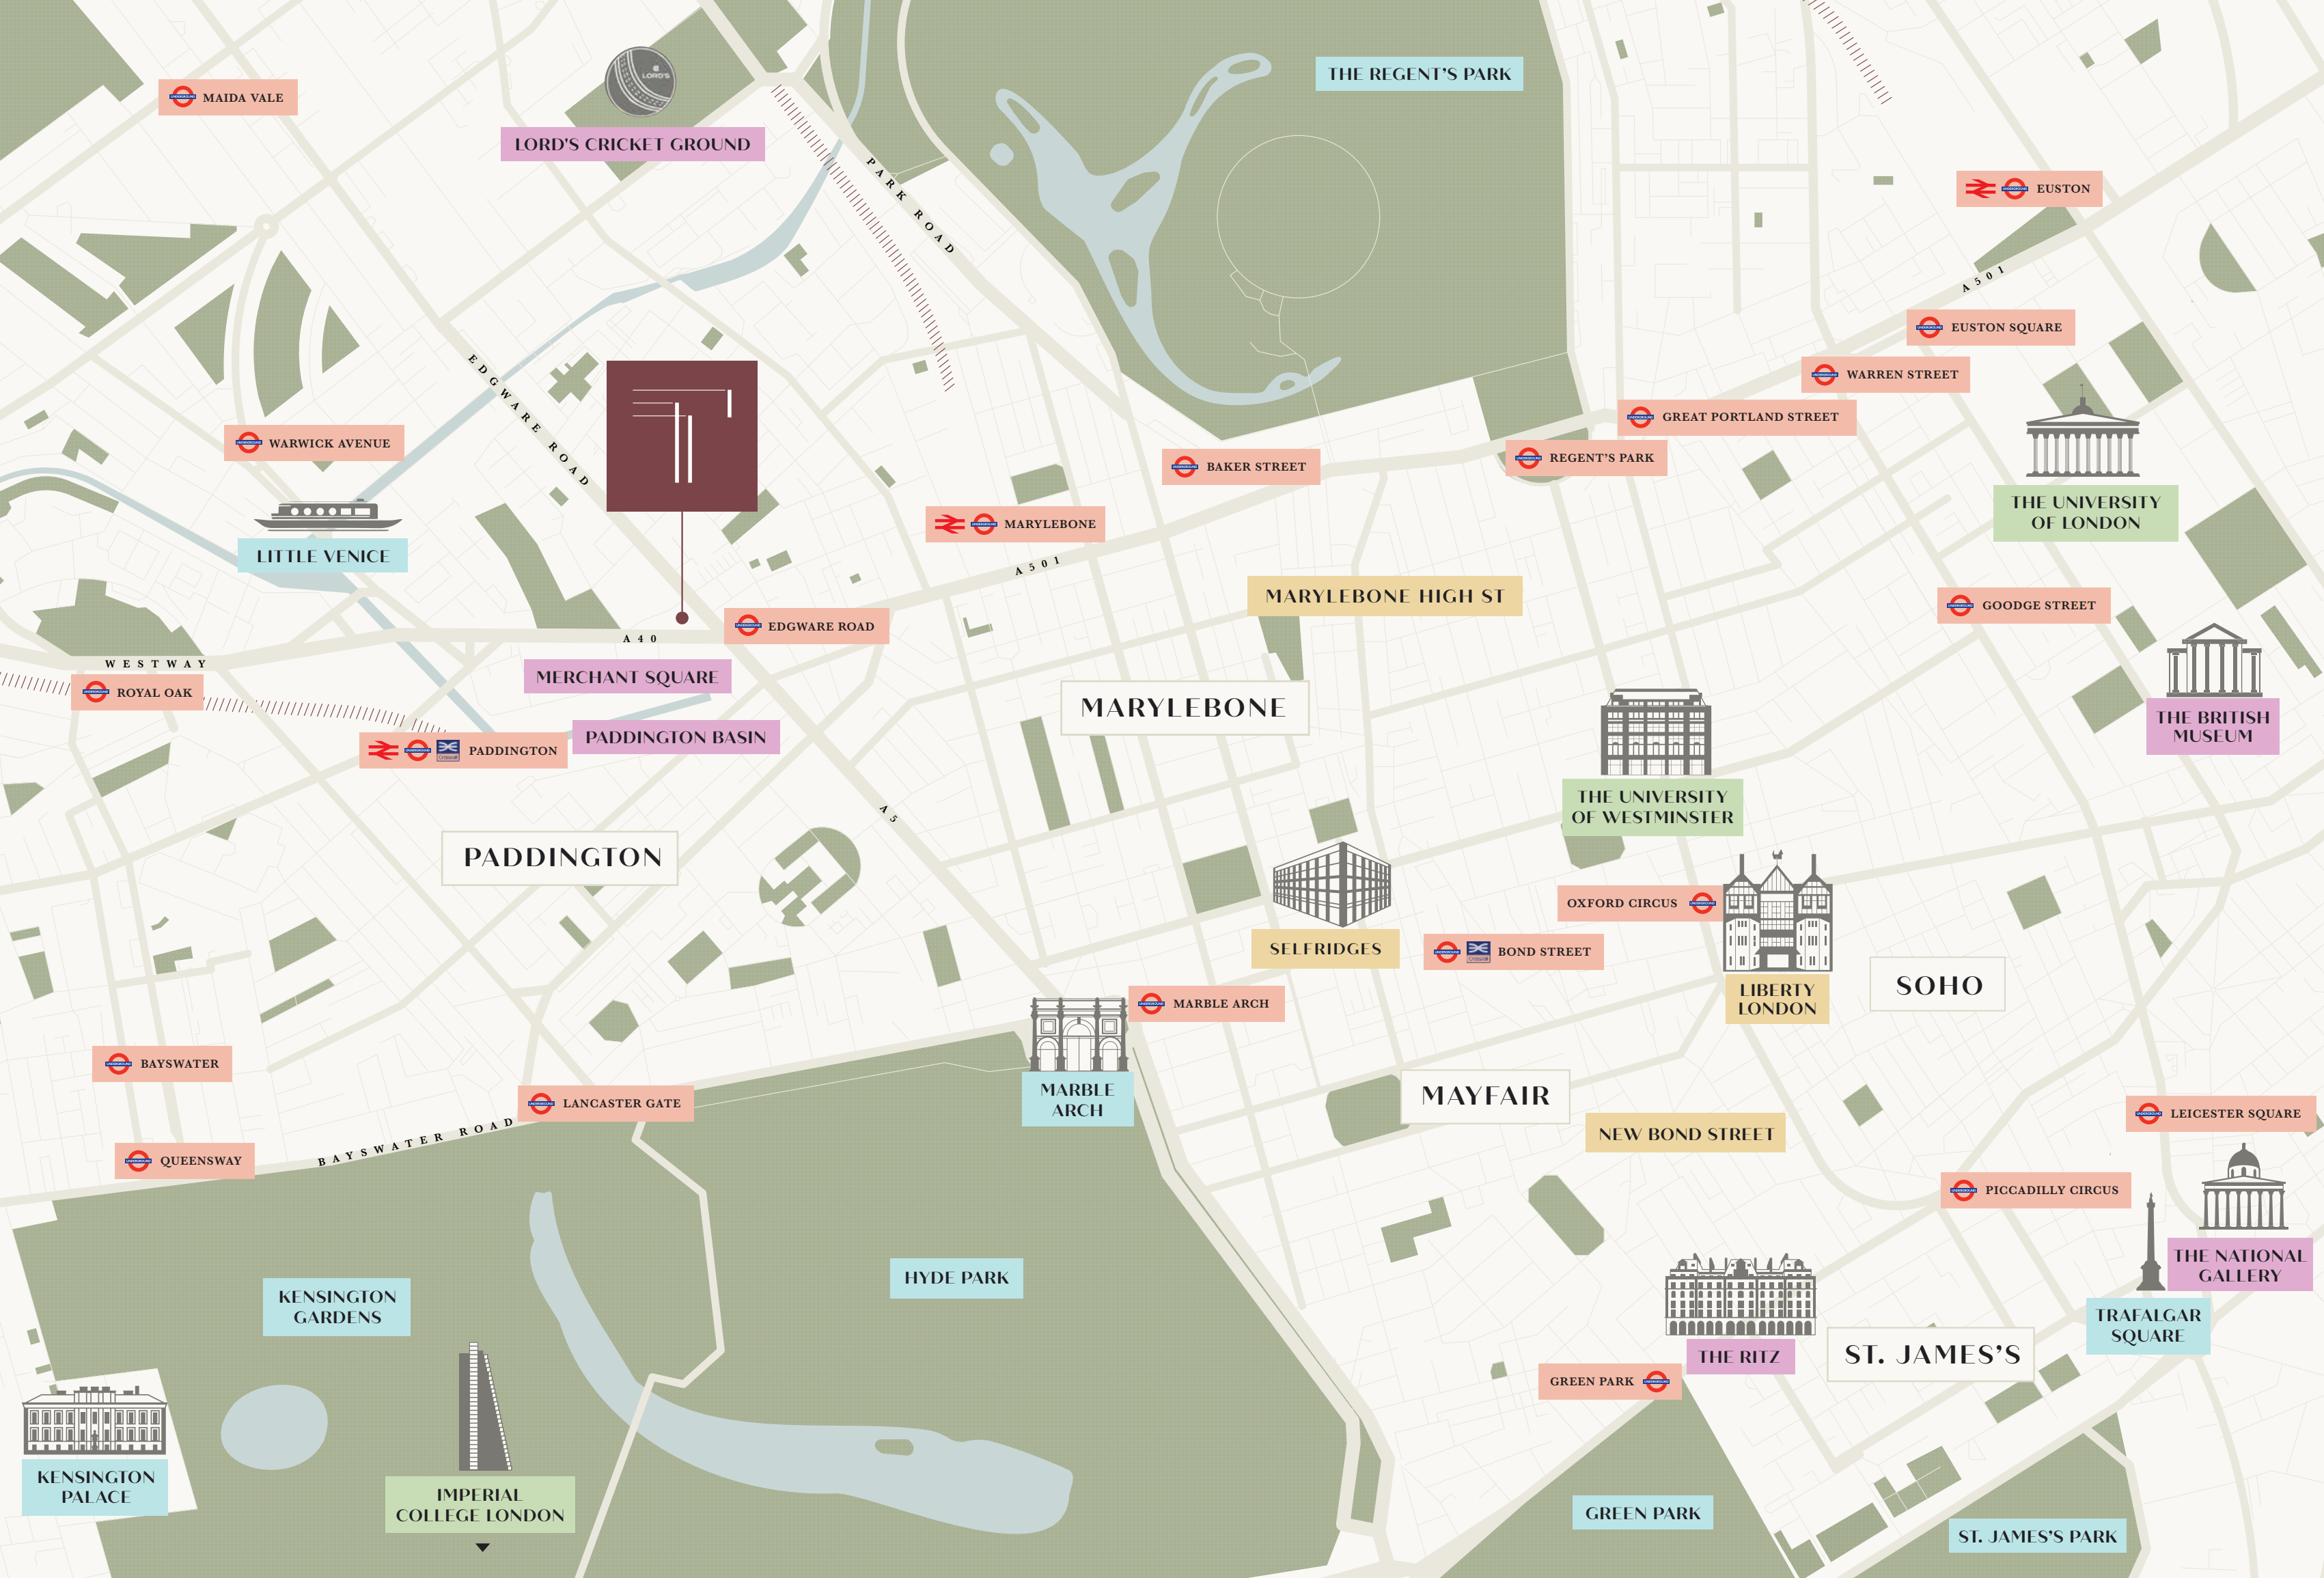 THE REGENT'S PARK
MAIDA VALE
LORD'S
LORD'S CRICKET GROUND
PARK ROAD
EUSTON
A501
EUSTON SQUARE
WARREN STREET
GREAT PORTLAND STREET
EDGWARE ROAD
WARWICK AVENUE
BAKER STREET
REGENT'S PARK
THE UNIVERSITY
OF LONDON
MARYLEBONE
LITTLE VENICE
A501
MARYLEBONE HIGH ST
GOODGE STREET
EDGWARE ROAD
A40
WESTWAY
MERCHANT SQUARE
ROYAL OAK
MARYLEBONE
THE BRITISH
MUSEUM
PADDINGTON BASIN
PADDINGTON
THE UNIVERSITY
OF WESTMINSTER
A5
PADDINGTON
OXFORD CIRCUS
SELFRIDGES
BOND STREET
SOHO
LIBERTY
LONDON
MARBLE ARCH
BAYSWATER
MARBLE
ARCH
MAYFAIR
LANCASTER GATE
LEICESTER SQUARE
NEW BOND STREET
BAYSWATER ROAD
QUEENSWAY
PICCADILLY CIRCUS
THE NATIONAL
GALLERY
HYDE PARK
KENSINGTON
GARDENS
TRAFALGAR
SQUARE
THE RITZ
ST. JAMES'S
GREEN PARK
KENSINGTON
PALACE
IMPERIAL
COLLEGE LONDON
GREEN PARK
ST. JAMES'S PARK